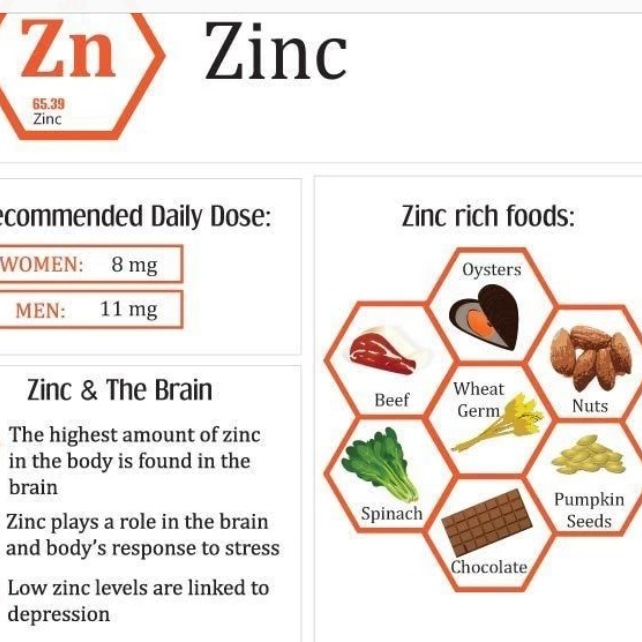 Zn
65.39
Zinc
Zinc
ecommended Daily Dose:
WOMEN: 8 mg
MEN: 11 mg
Zinc & The Brain
The highest amount of zinc
in the body is found in the
brain
Zinc plays a role in the brain
and body's response to stress
Low zinc levels are linked to
depression
Zinc rich foods:
Oysters
Beef
Wheat
Germ
Nuts
Spinach
Pumpkin
Seeds
Chocolate